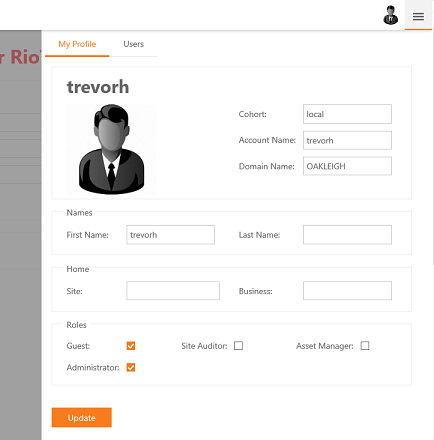 My Profile Users
r Rio
trevorh
Cohort: local
Account Name: trevorh
Domain Name: OAKLEIGH
Names
First Name: trevorh Last Name:
Home
Site: Business:
Roles
Guest: Site Auditor: Asset Manager:
Administrator:
Update